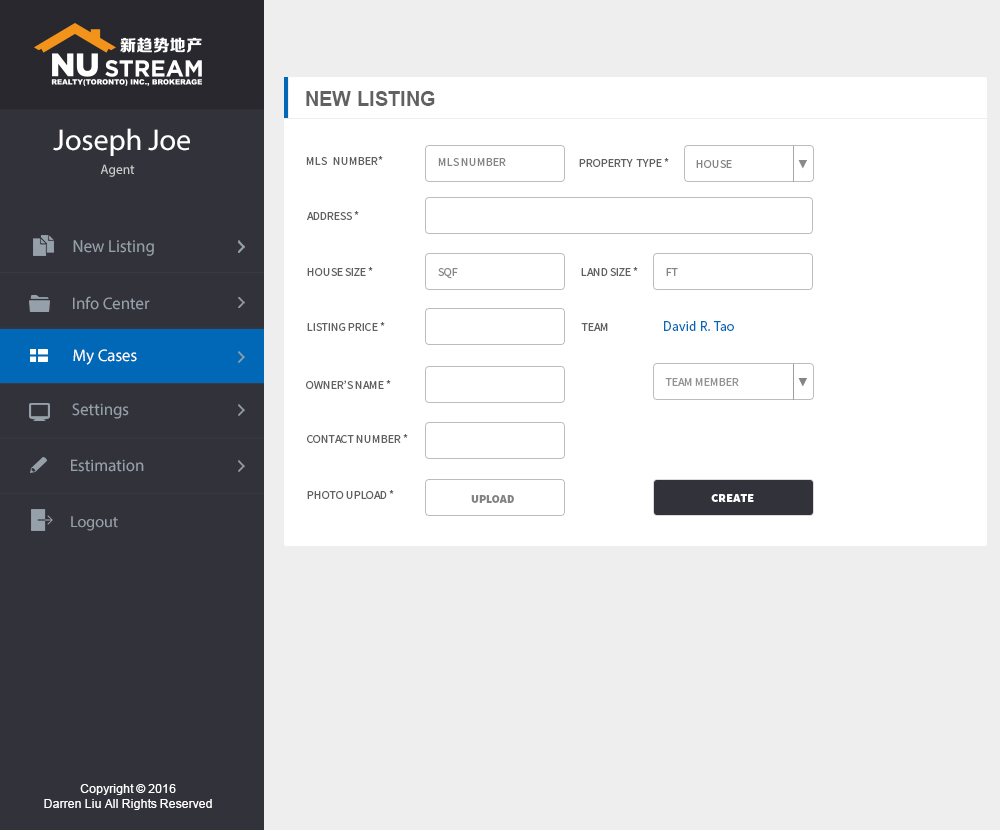 新趋势地产
NU STREAM
REALTY(TORONTO) INC., BROKERAGE
Joseph Joe
Agent
New Listing
Info Center
My Cases
Settings
Estimation
Logout
Copyright © 2016
Darren Liu All Rights Reserved
NEW LISTING
MLS NUMBER* MLS NUMBER PROPERTY TYPE * HOUSE
ADDRESS *
HOUSE SIZE * SQF LAND SIZE * FT
LISTING PRICE * TEAM David R. Tao
OWNER'S NAME * TEAM MEMBER
CONTACT NUMBER *
PHOTO UPLOAD * UPLOAD CREATE